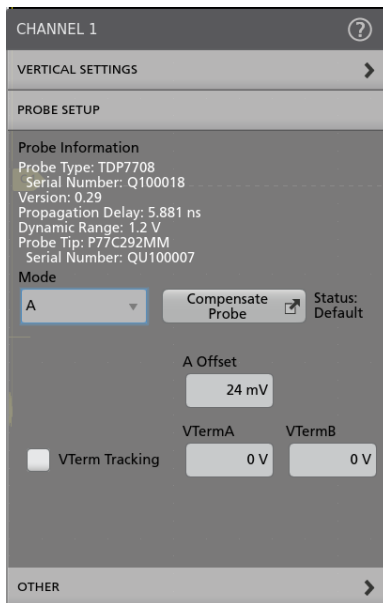 CHANNEL 1
?
VERTICAL SETTINGS
PROBE SETUP
Probe Information
Probe Type: TDP7708
Serial Number: Q100018
Version: 0.29
Propagation Delay: 5.881 ns
Dynamic Range: 1.2 V
Probe Tip: P77C292MM
Serial Number: QU100007
Mode
A
Compensate
Probe
Status:
Default
A Offset
24 mV
VTermA
VTermB
VTerm Tracking
0 V
0 V
OTHER